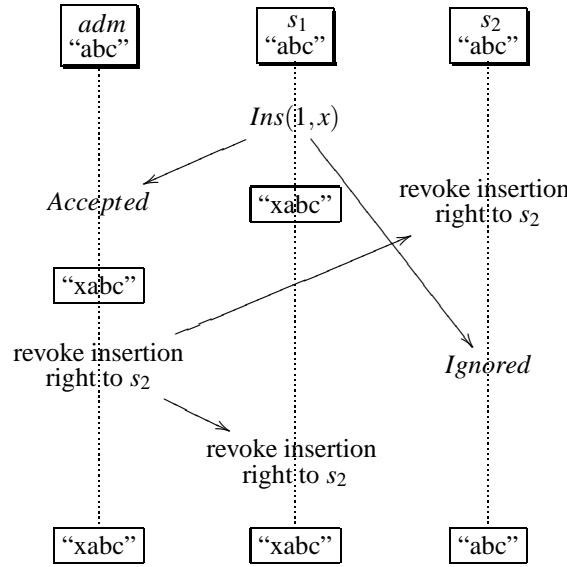 adm
"abc"
s₁
"abc"
s₂
"abc"
Ins(1, x)
Accepted
"xabc"
revoke insertion
right to s₂
"xabc"
revoke insertion
right to s₂
Ignored
revoke insertion
right to s₂
"xabc"
"xabc"
"abc"